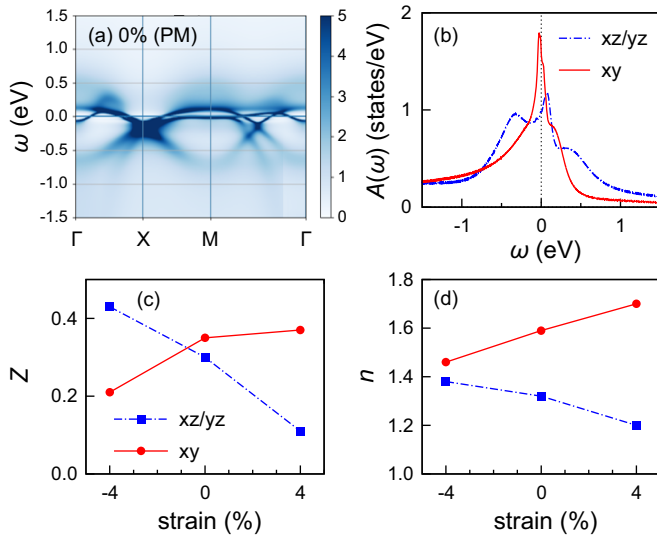 (a) 0% (PM)
ω (eV)
1.5
1.0
0.5
0.0
-0.5
-1.0
-1.5
Γ X M Γ
5
4
3
2
1
0
(b)
xz/yz
xy
A(ω) (states/eV)
2
1
0
-1 0 1
ω (eV)
(c)
Z
0.4
0.2
0.0
xz/yz
xy
-4 0 4
strain (%)
(d)
n
1.8
1.6
1.4
1.2
1.0
-4 0 4
strain (%)